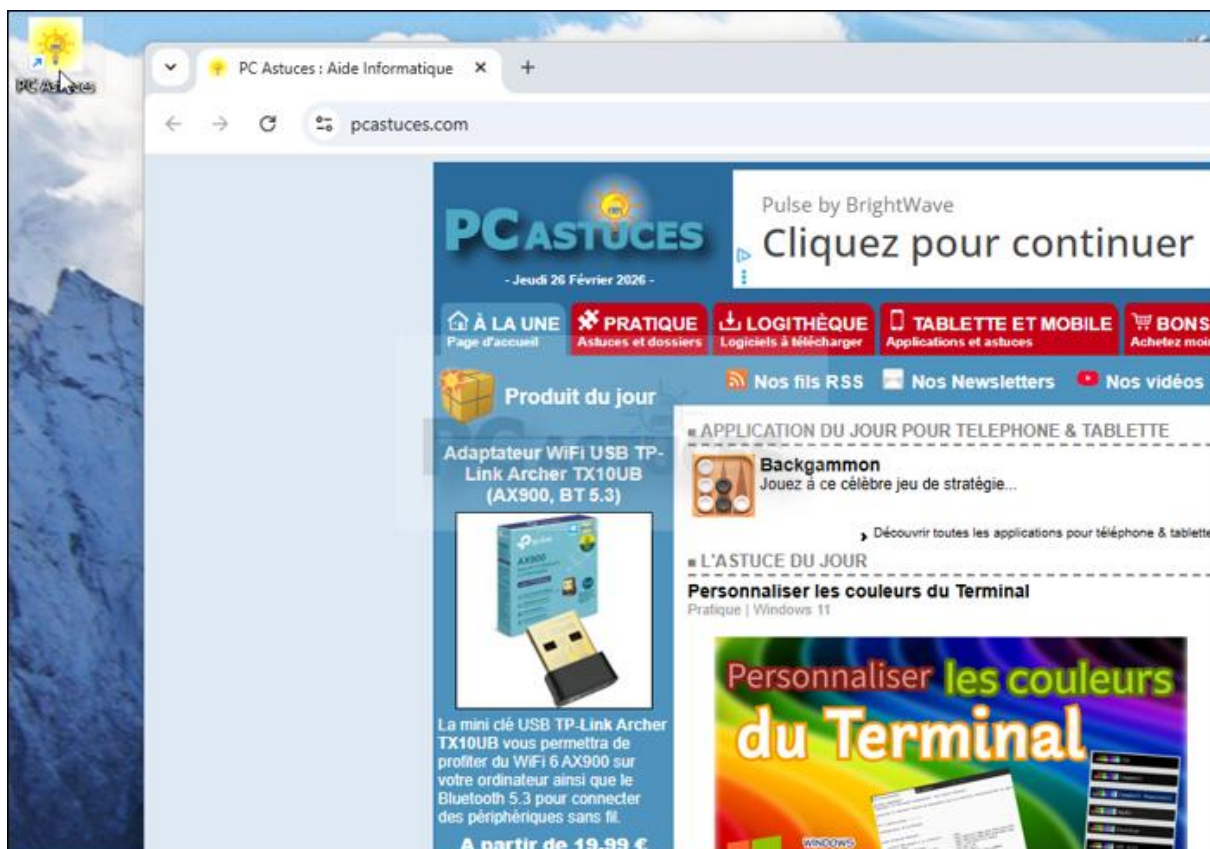 PC Astuces
PC Astuces : Aide Informatique
pcastuces.com
PC ASTUCES
- Jeudi 26 Février 2026 -
Pulse by BrightWave
Cliquez pour continuer
À LA UNE
Page d'accueil
PRATIQUE
Astuces et dossiers
LOGITHÈQUE
Logiciels à télécharger
TABLETTE ET MOBILE
Applications et astuces
BONS
Achetez moin
Nos fils RSS
Nos Newsletters
Nos vidéos
Produit du jour
Adaptateur WiFi USB TP-
Link Archer TX10UB
(AX900, BT 5.3)
AX900
La mini clé USB TP-Link Archer
TX10UB vous permettra de
profiter du WiFi 6 AX900 sur
votre ordinateur ainsi que le
Bluetooth 5.3 pour connecter
des périphériques sans fil.
A partir de 19,99 €
APPLICATION DU JOUR POUR TELEPHONE & TABLETTE
Backgammon
Jouez à ce célèbre jeu de stratégie...
Découvrir toutes les applications pour téléphone & tablette
L'ASTUCE DU JOUR
Personnaliser les couleurs du Terminal
Pratique | Windows 11
Personnaliser les couleurs
du Terminal
WINDOWS